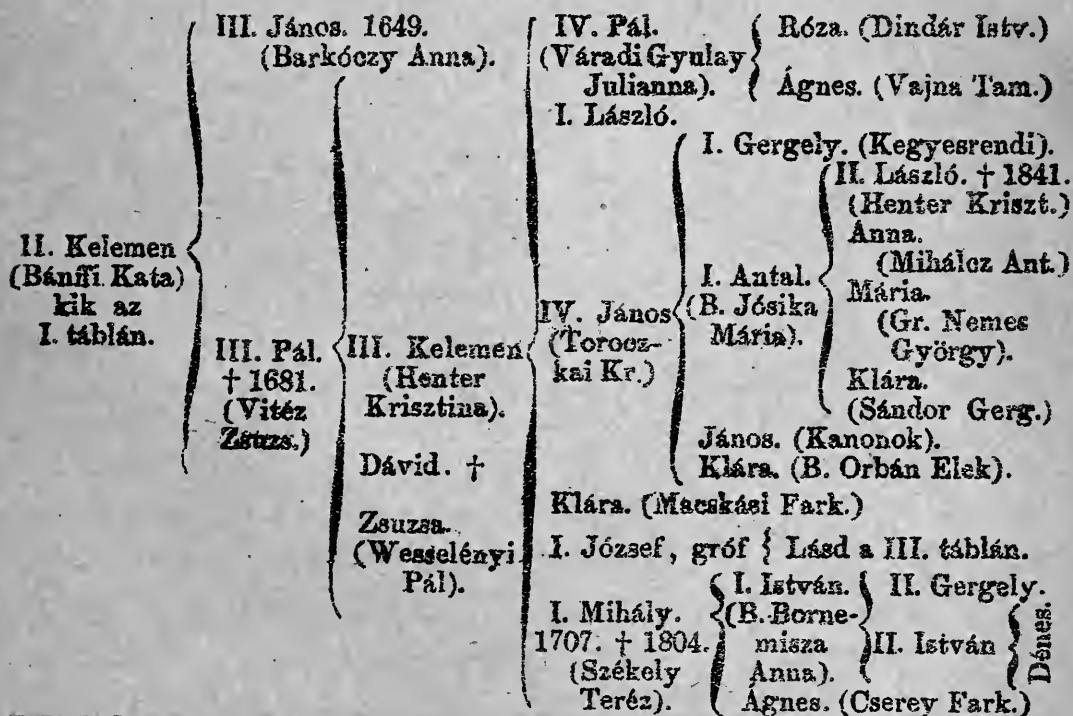 III. János. 1649.
(Barkóczy Anna).
IV. Pál.
(Váradi Gyulay
Julianna).
Róza. (Dindár Istv.)
Ágnes. (Vajna Tam.)
I. László.
I. Gergely. (Kegyesrendi).
II. László. † 1841.
(Henter Kriszt.)
Anna.
(Mihálcz Ant.)
Mária.
(Gr. Nemes
György).
Klára.
(Sándor Gerg.)
I. Antal.
(B. Jósika
Mária).
II. Kelemen
(Bánffi Kata)
kik az
I. táblán.
III. Pál.
† 1681.
(Vitéz
Zsuzs.)
III. Kelemen
(Henter
Krisztina).
IV. János
(Torocz-
kai Kr.)
János. (Kanonok).
Klára. (B. Orbán Elek).
Dávid. †
Zsuzsa.
(Wesselényi
Pál).
Klára. (Macskási Fark.)
I. József, gróf { Lásd a III. táblán.
I. Mihály.
1707. † 1804.
(Székely
Teréz).
I. István.
(B. Borne-
misza
Anna).
II. Gergely.
II. István
Dénes.
Ágnes. (Cserey Fark.)